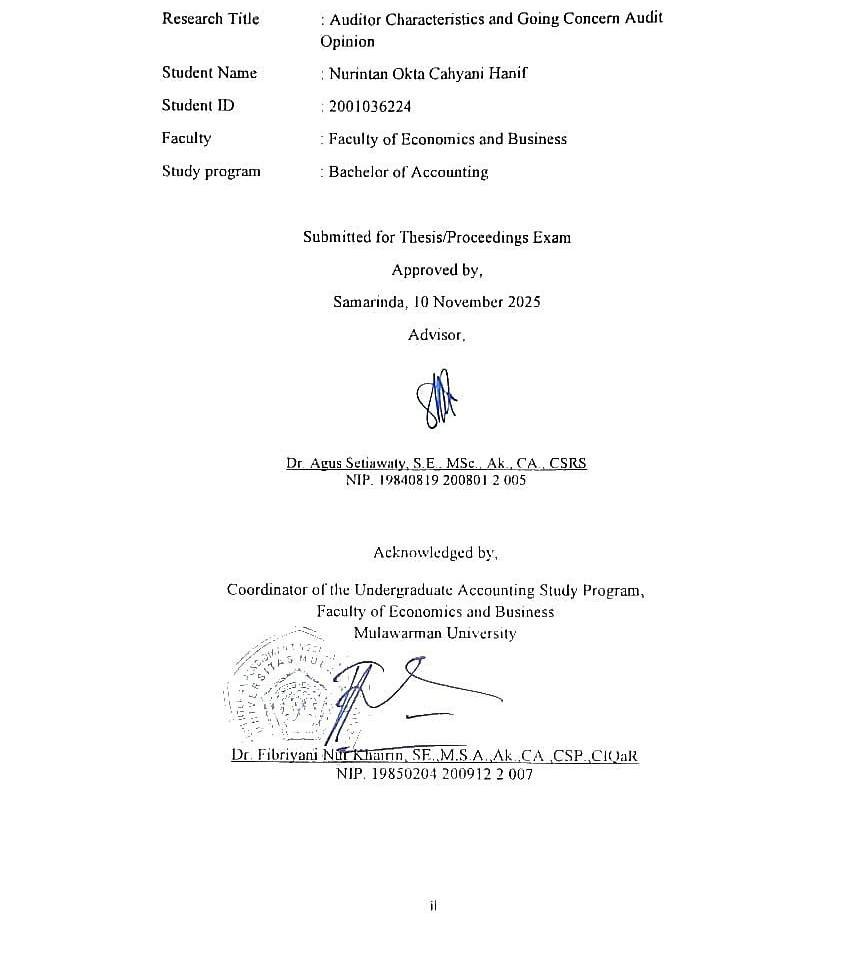 Research Title : Auditor Characteristics and Going Concern Audit
Opinion
Student Name : Nurintan Okta Cahyani Hanif
Student ID : 2001036224
Faculty : Faculty of Economics and Business
Study program : Bachelor of Accounting
Submitted for Thesis/Proceedings Exam
Approved by,
Samarinda, 10 November 2025
Advisor,
Dr. Agus Setiawaty, S.E., MSc., Ak., CA., CSRS
NIP. 19840819 200801 2 005
Acknowledged by,
Coordinator of the Undergraduate Accounting Study Program,
Faculty of Economics and Business
Mulawarman University
Dr. Fibriyani Nur Khairin, SE.,M.S.A.,Ak.,CA.,CSP.,CIQaR
NIP. 19850204 200912 2 007
ii